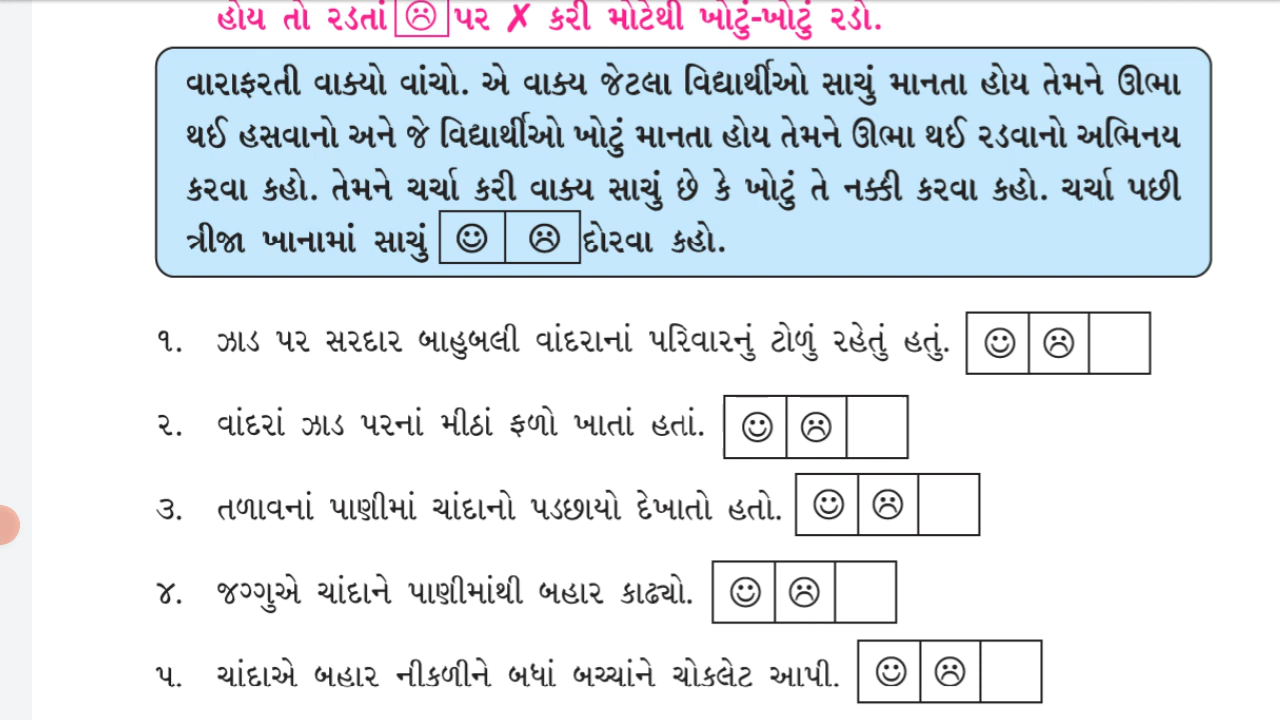 હોય તો રડતાં ☹ પર ✗ કરી મોટેથી ખોટું-ખોટું રડો.
વારાફરતી વાક્યો વાંચો. એ વાક્ય જેટલા વિદ્યાર્થીઓ સાચું માનતા હોય તેમને ઊભા
થઈ હસવાનો અને જે વિદ્યાર્થીઓ ખોટું માનતા હોય તેમને ઊભા થઈ રડવાનો અભિનય
કરવા કહો. તેમને ચર્ચા કરી વાક્ય સાચું છે કે ખોટું તે નક્કી કરવા કહો. ચર્ચા પછી
ત્રીજા ખાનામાં સાચું ☺ ☹ દોરવા કહો.
૧. ઝાડ પર સરદાર બાહુબલી વાંદરાનાં પરિવારનું ટોળું રહેતું હતું. ☺ ☹
૨. વાંદરાં ઝાડ પરનાં મીઠાં ફળો ખાતાં હતાં. ☺ ☹
૩. તળાવનાં પાણીમાં ચાંદાનો પડછાયો દેખાતો હતો. ☺ ☹
૪. જગ્ગુએ ચાંદાને પાણીમાંથી બહાર કાઢ્યો. ☺ ☹
૫. ચાંદાએ બહાર નીકળીને બધાં બચ્ચાંને ચોકલેટ આપી. ☺ ☹